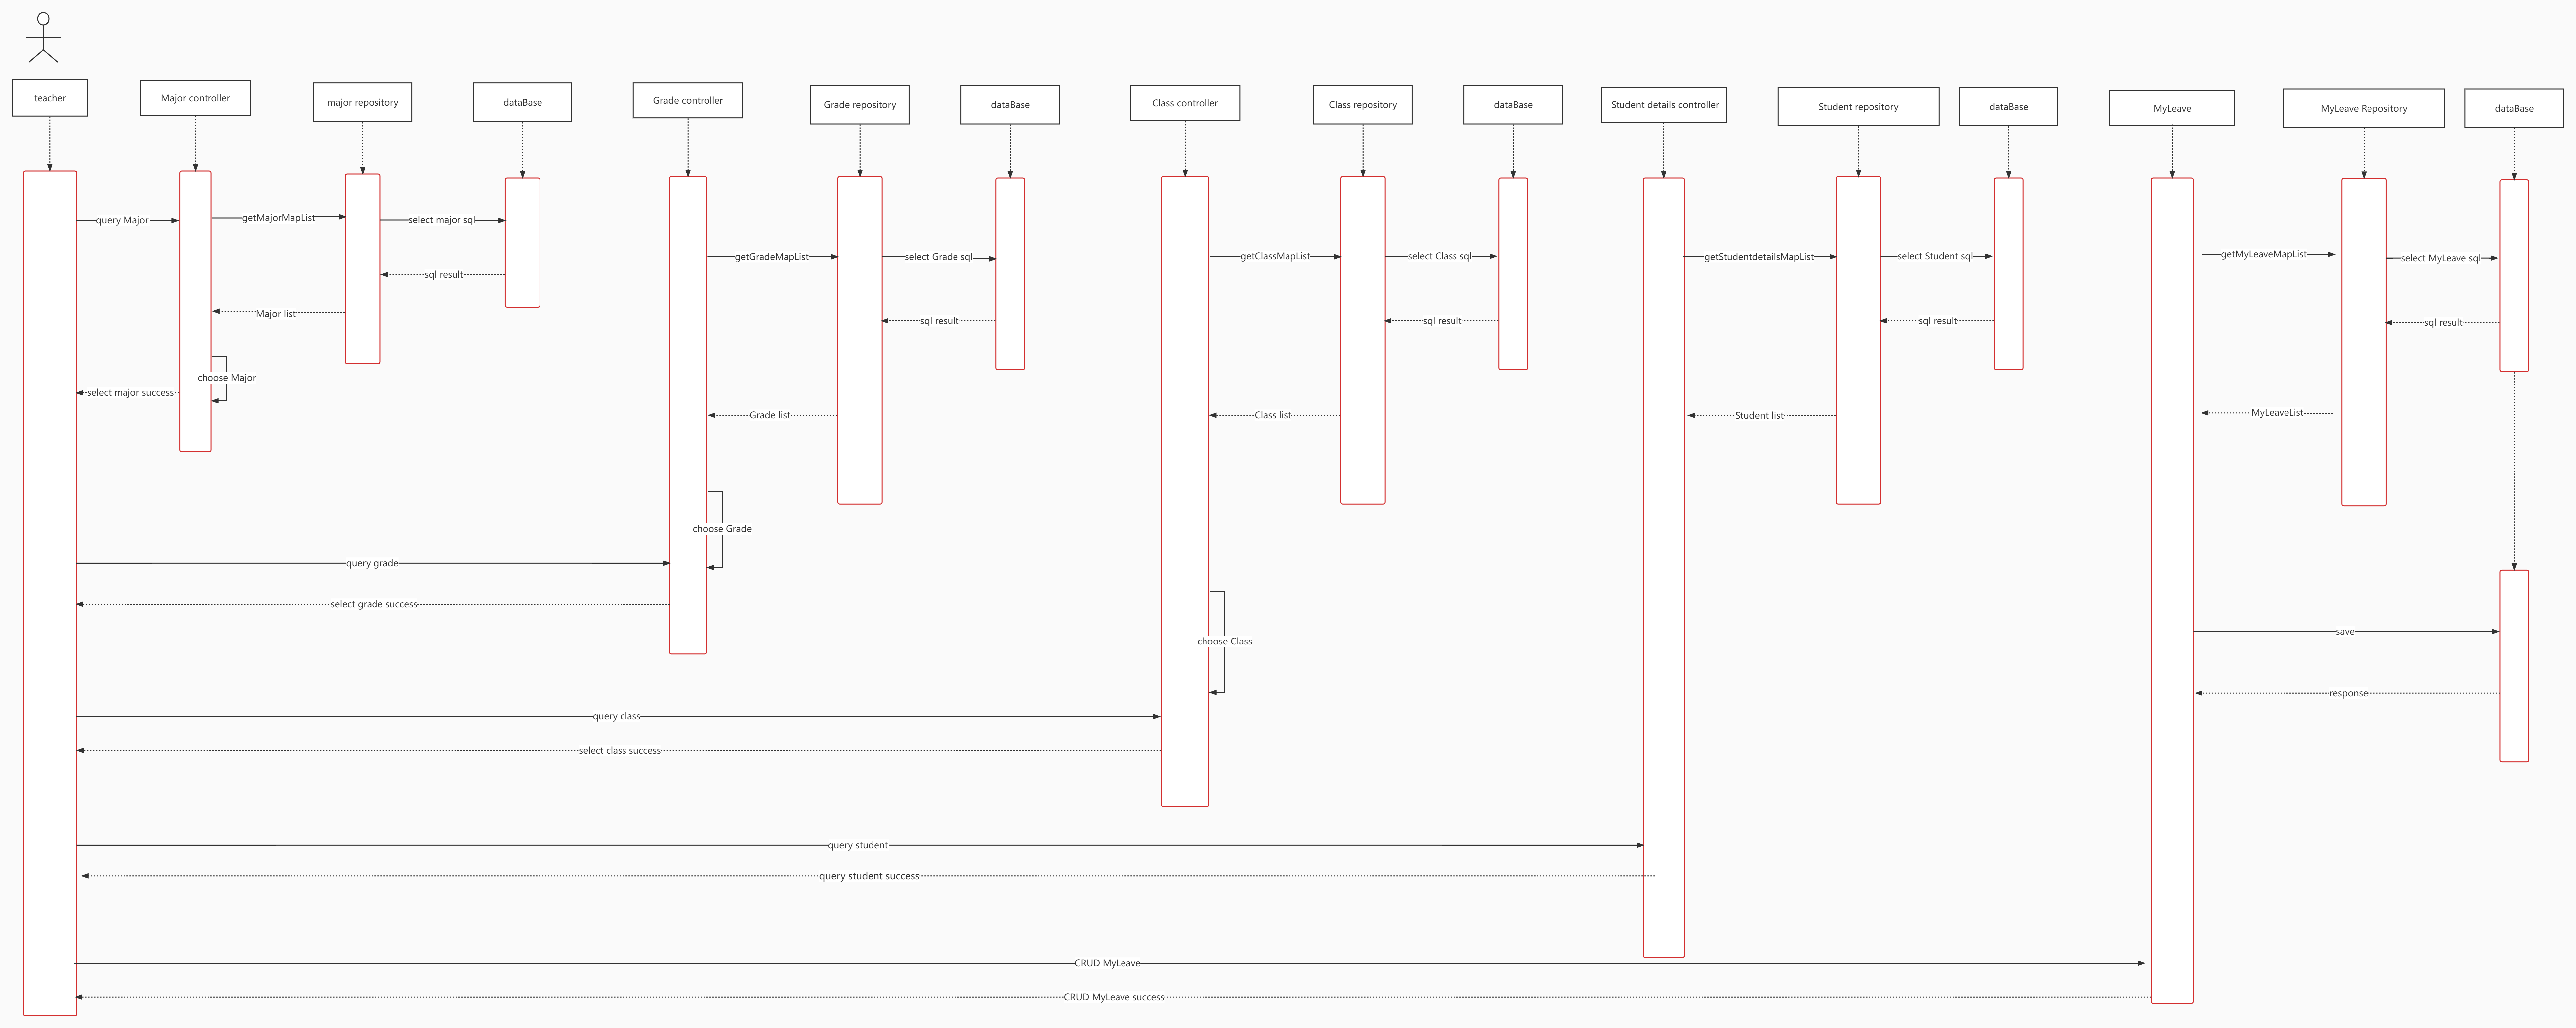 teacher
Major controller
major repository
dataBase
Grade controller
Grade repository
dataBase
Class controller
Class repository
dataBase
Student details controller
Student repository
dataBase
MyLeave
MyLeave Repository
dataBase
query Major
getMajorMapList
select major sql
getGradeMapList
select Grade sql
getClassMapList
select Class sql
getStudentdetailsMapList
select Student sql
getMyLeaveMapList
select MyLeave sql
sql result
Major list
sql result
sql result
sql result
sql result
choose Major
select major success
Grade list
Class list
Student list
MyLeaveList
choose Grade
query grade
select grade success
save
choose Class
response
query class
select class success
query student
query student success
CRUD MyLeave
CRUD MyLeave success